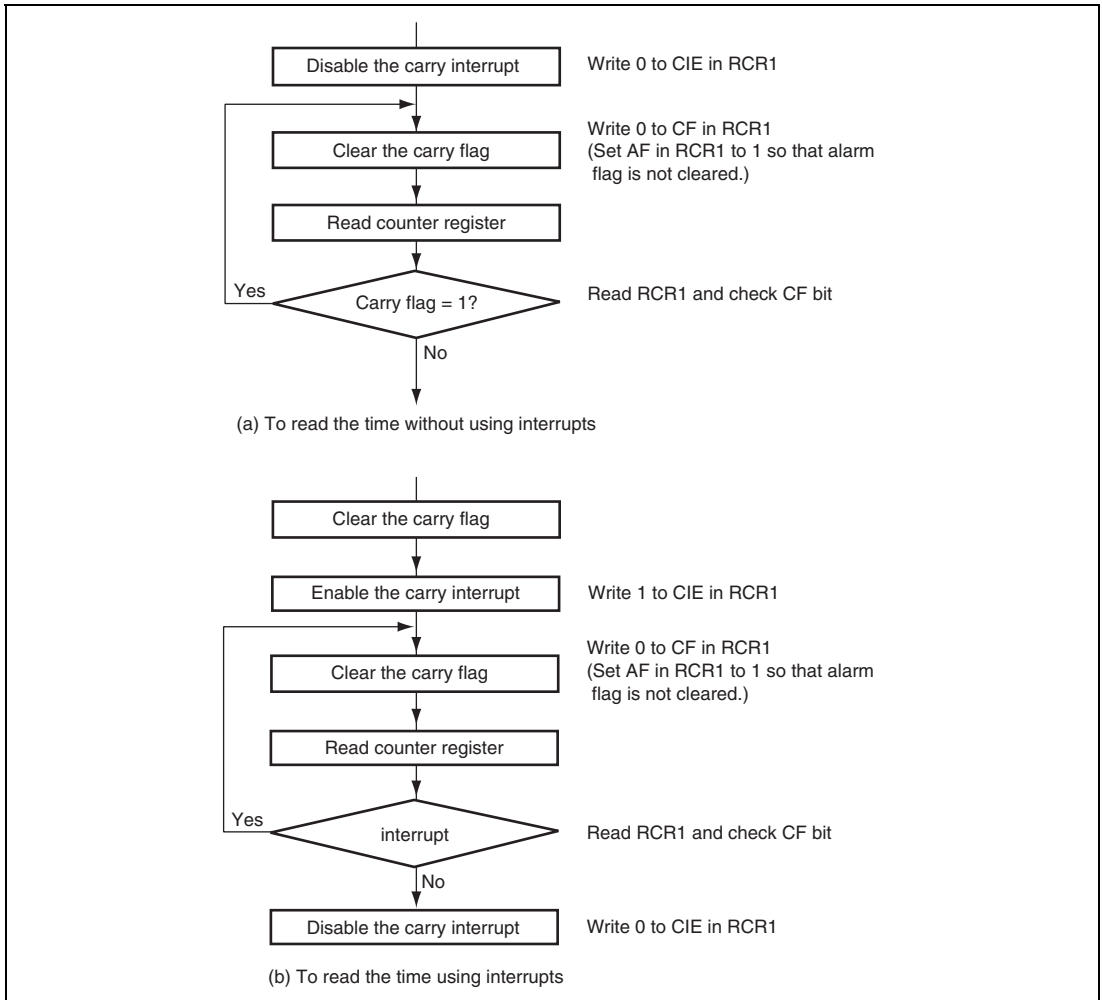 Disable the carry interrupt
Write 0 to CIE in RCR1
Clear the carry flag
Write 0 to CF in RCR1
(Set AF in RCR1 to 1 so that alarm
flag is not cleared.)
Read counter register
Yes
Carry flag = 1?
Read RCR1 and check CF bit
No
(a) To read the time without using interrupts
Clear the carry flag
Enable the carry interrupt
Write 1 to CIE in RCR1
Clear the carry flag
Write 0 to CF in RCR1
(Set AF in RCR1 to 1 so that alarm
flag is not cleared.)
Read counter register
Yes
interrupt
Read RCR1 and check CF bit
No
Disable the carry interrupt
Write 0 to CIE in RCR1
(b) To read the time using interrupts